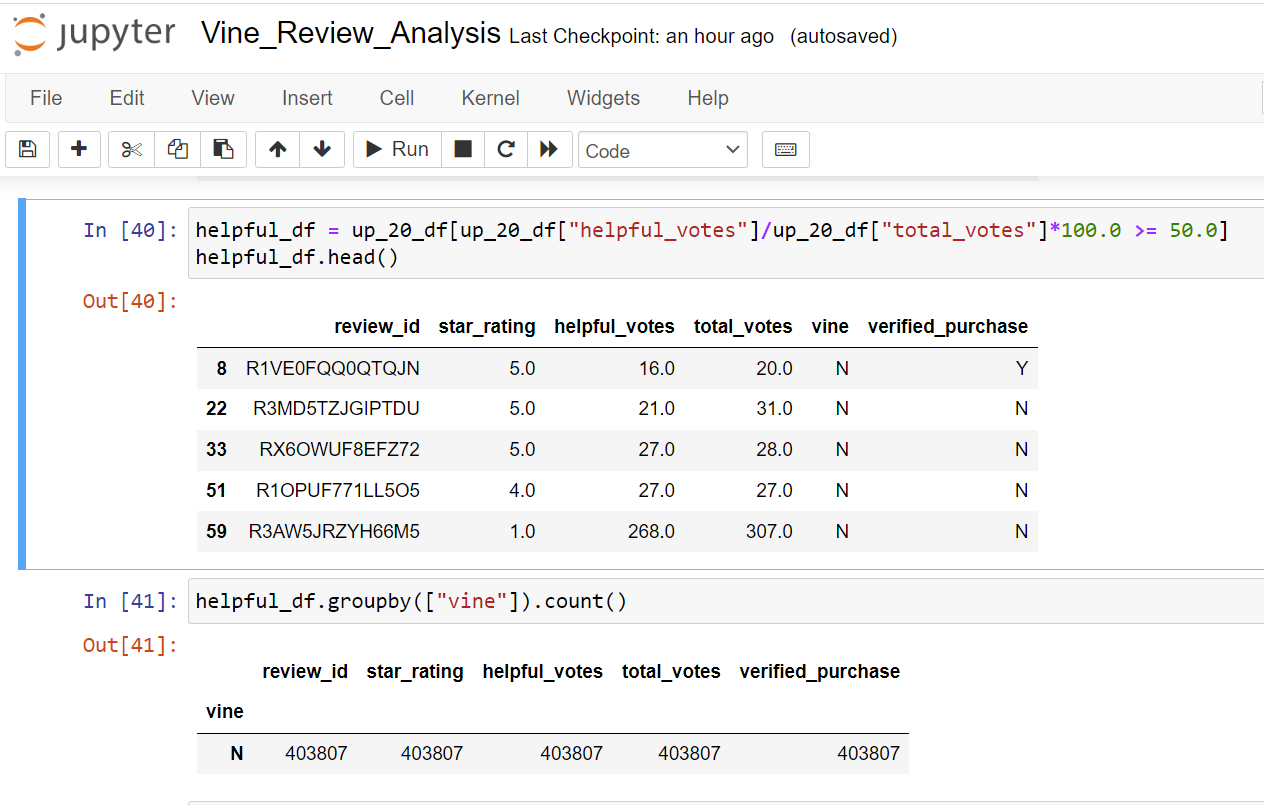 jupyter Vine_Review_Analysis Last Checkpoint: an hour ago (autosaved)
File Edit View Insert Cell Kernel Widgets Help
Run Code
In [40]: helpful_df = up_20_df[up_20_df["helpful_votes"]/up_20_df["total_votes"]*100.0 >= 50.0]
helpful_df.head()
Out[40]:
review_id star_rating helpful_votes total_votes vine verified_purchase
8 R1VE0FQQ0QTQJN 5.0 16.0 20.0 N Y
22 R3MD5TZJGIPTDU 5.0 21.0 31.0 N N
33 RX6OWUF8EFZ72 5.0 27.0 28.0 N N
51 R1OPUF771LL5O5 4.0 27.0 27.0 N N
59 R3AW5JRZYH66M5 1.0 268.0 307.0 N N
In [41]: helpful_df.groupby(["vine"]).count()
Out[41]:
review_id star_rating helpful_votes total_votes verified_purchase
vine
N 403807 403807 403807 403807 403807